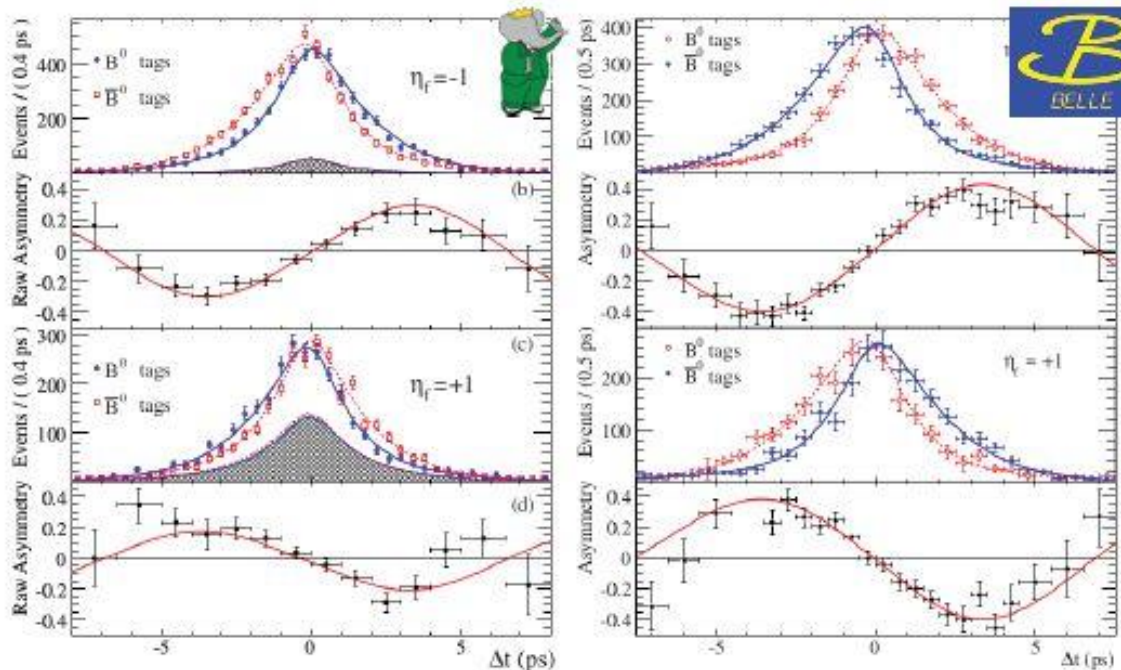 Events / ( 0.4 ps )
400
200
B⁰ tags
B̄⁰ tags
η_f=-1
Raw Asymmetry
0.4
0.2
0
-0.2
-0.4
(b)
Events / ( 0.4 ps )
300
200
100
B⁰ tags
B̄⁰ tags
η_f=+1
(c)
Raw Asymmetry
0.4
0.2
0
-0.2
-0.4
(d)
-5 0 5
Δt (ps)
Events / (0.5 ps)
400
300
200
100
B⁰ tags
B̄⁰ tags
B
BELLE
Asymmetry
0.4
0.2
0
-0.2
-0.4
Events / (0.5 ps)
300
200
100
B⁰ tags
B̄⁰ tags
η_f = +1
Asymmetry
0.4
0.2
0
-0.2
-0.4
-5 0 5
Δt (ps)